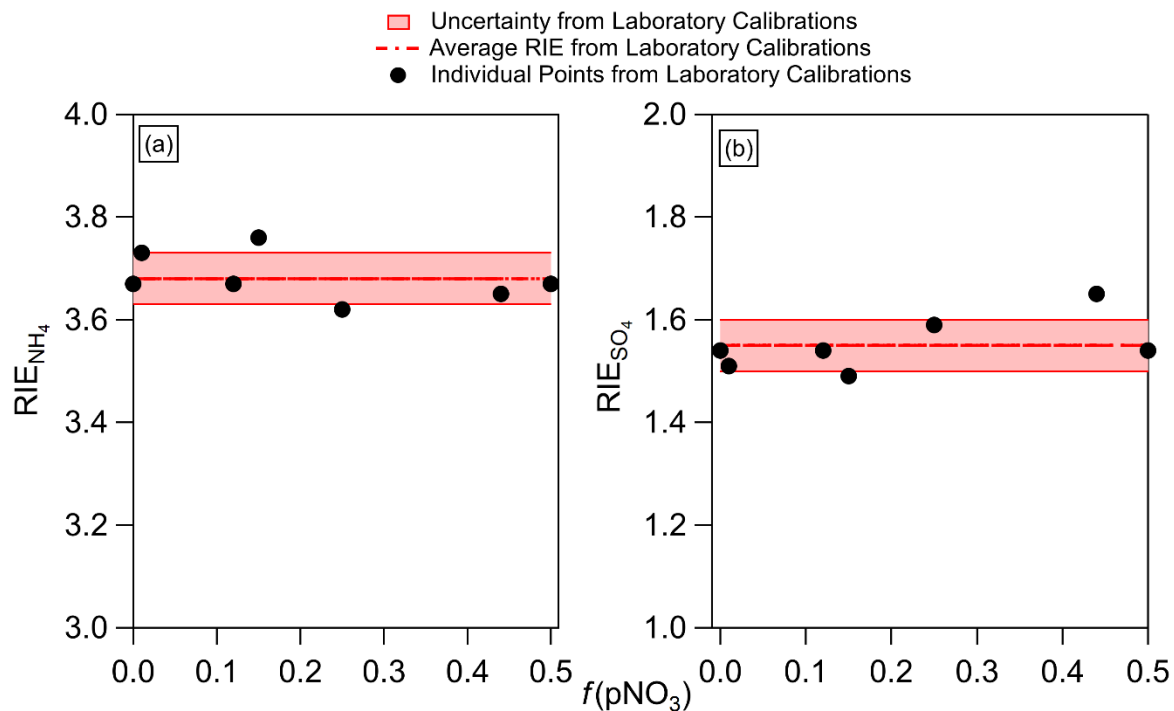 Uncertainty from Laboratory Calibrations
Average RIE from Laboratory Calibrations
Individual Points from Laboratory Calibrations
(a)
4.0
3.8
3.6
3.4
3.2
3.0
RIE_NH4
0.0 0.1 0.2 0.3 0.4 0.5
(b)
2.0
1.8
1.6
1.4
1.2
1.0
RIE_SO4
0.0 0.1 0.2 0.3 0.4 0.5
f(pNO3)